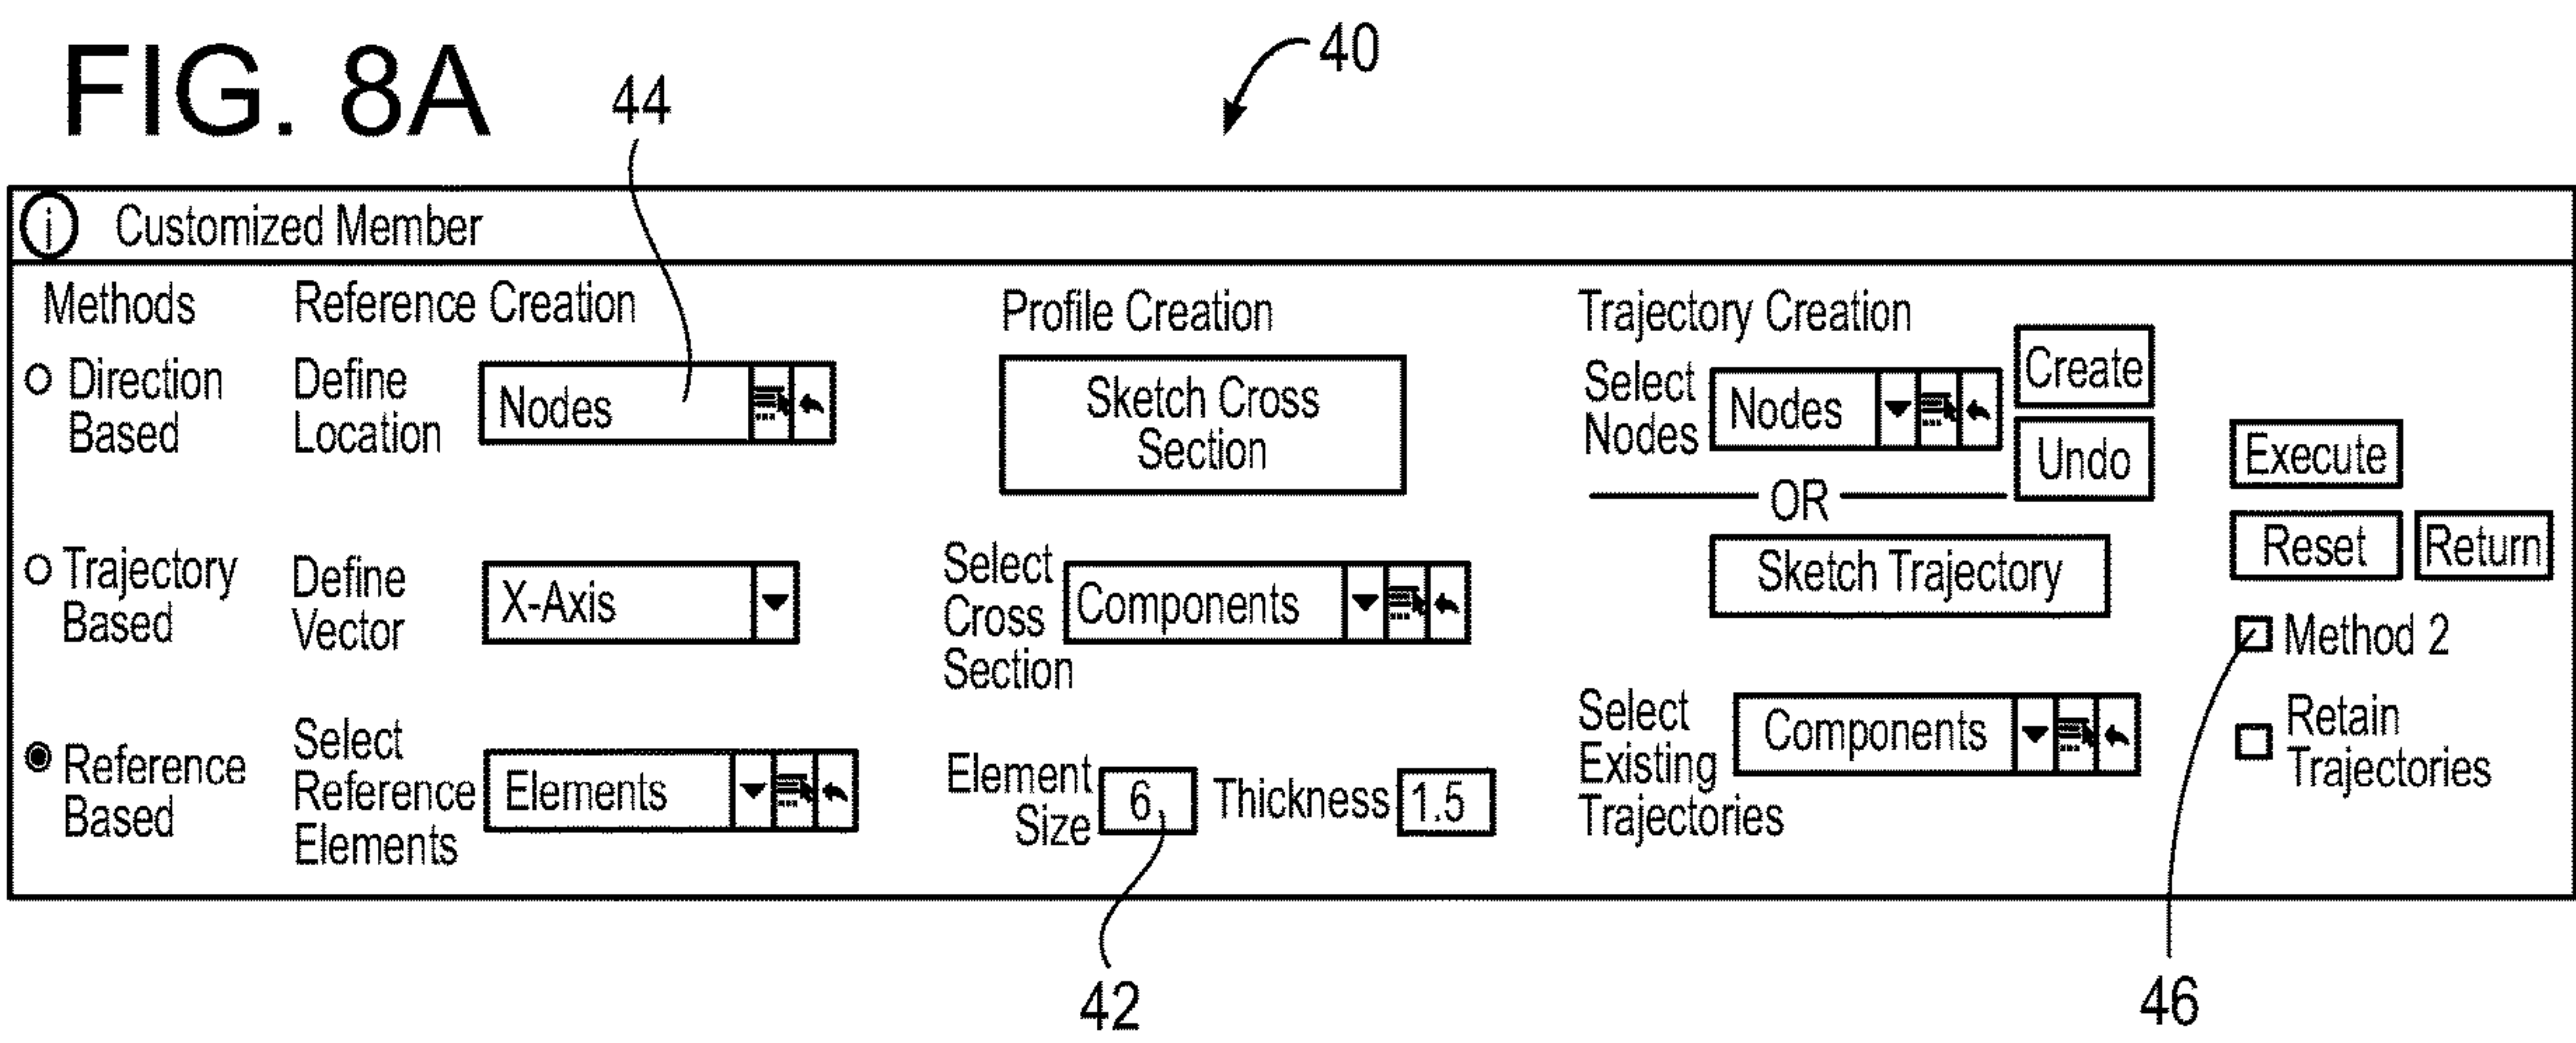 FIG. 8A
40
44
i Customized Member
Methods
Direction
Based
Trajectory
Based
Reference
Based
Reference Creation
Define
Location
Nodes
Define
Vector
X-Axis
Select
Reference
Elements
Elements
Profile Creation
Sketch Cross
Section
Select
Cross
Section
Components
Element
Size
6
Thickness
1.5
Trajectory Creation
Select
Nodes
Nodes
Create
Undo
OR
Sketch Trajectory
Select
Existing
Trajectories
Components
Execute
Reset
Return
Method 2
Retain
Trajectories
42
46